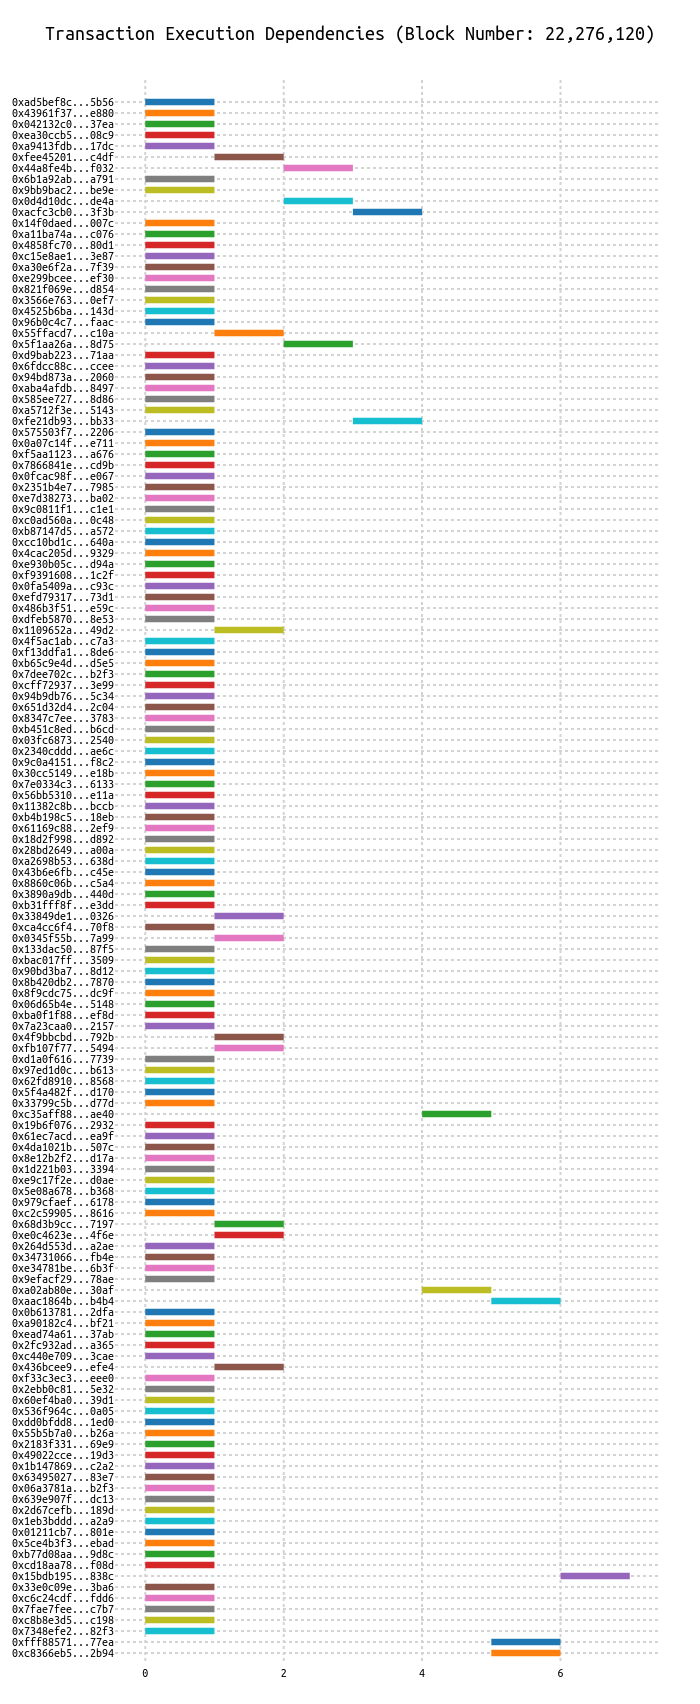 Transaction Execution Dependencies (Block Number: 22,276,120)
0xad5bef8c...5b56
0x43961f37...e880
0x042132c0...37ea
0xea30ccb5...08c9
0xa9413fdb...17dc
0xfee45201...c4df
0x44a8fe4b...f032
0x6b1a92ab...a791
0x9bb9bac2...be9e
0x0d4d10dc...de4a
0xacfc3cb0...3f3b
0x14f0daed...007c
0xa11ba74a...c076
0x4858fc70...80d1
0xc15e8ae1...3e87
0xa30e6f2a...7f39
0xe299bcee...ef30
0x821f069e...d854
0x3566e763...0ef7
0x4525b6ba...143d
0x96b0c4c7...faac
0x55ffacd7...c10a
0x5f1aa26a...8d75
0xd9bab223...71aa
0x6fdcc88c...ccee
0x94bd873a...2060
0xaba4afdb...8497
0x585ee727...8d86
0xa5712f3e...5143
0xfe21db93...bb33
0x575503f7...2206
0x0a07c14f...e711
0xf5aa1123...a676
0x7866841e...cd9b
0x0fcac98f...e067
0x2351b4e7...7985
0xe7d38273...ba02
0x9c0811f1...c1e1
0xc0ad560a...0c48
0xb87147d5...a572
0xcc10bd1c...640a
0x4cac205d...9329
0xe930b05c...d94a
0xf9391608...1c2f
0x0fa5409a...c93c
0xefd79317...73d1
0x486b3f51...e59c
0xdfeb5870...8e53
0x1109652a...49d2
0x4f5ac1ab...c7a3
0xf13ddfa1...8de6
0xb65c9e4d...d5e5
0x7dee702c...b2f3
0xcff72937...3e99
0x94b9db76...5c34
0x651d32d4...2c04
0x8347c7ee...3783
0xb451c8ed...b6cd
0x03fc6873...2540
0x2340cddd...ae6c
0x9c0a4151...f8c2
0x30cc5149...e18b
0x7e0334c3...6133
0x56bb5310...e11a
0x11382c8b...bccb
0xb4b198c5...18eb
0x61169c88...2ef9
0x18d2f998...d892
0x28bd2649...a00a
0xa2698b53...638d
0x43b6e6fb...c45e
0x8860c06b...c5a4
0x3890a9db...440d
0xb31fff8f...e3dd
0x33849de1...0326
0xca4cc6f4...70f8
0x0345f55b...7a99
0x133dac50...87f5
0xbac017ff...3509
0x90bd3ba7...8d12
0x8b420db2...7870
0x8f9cdc75...dc9f
0x06d65b4e...5148
0xba0f1f88...ef8d
0x7a23caa0...2157
0x4f9bbcbd...792b
0xfb107f77...5494
0xd1a0f616...7739
0x97ed1d0c...b613
0x62fd8910...8568
0x5f4a482f...d170
0x33799c5b...d77d
0xc35aff88...ae40
0x19b6f076...2932
0x61ec7acd...ea9f
0x4da1021b...507c
0x8e12b2f2...d17a
0x1d221b03...3394
0xe9c17f2e...d0ae
0x5e08a678...b368
0x979cfaef...6178
0xc2c59905...8616
0x68d3b9cc...7197
0xe0c4623e...4f6e
0x264d553d...a2ae
0x34731066...fb4e
0xe34781be...6b3f
0x9efacf29...78ae
0xa02ab80e...30af
0xaac1864b...b4b4
0x0b613781...2dfa
0xa90182c4...bf21
0xead74a61...37ab
0x2fc932ad...a365
0xc440e709...3cae
0x436bcee9...efe4
0xf33c3ec3...eee0
0x2ebb0c81...5e32
0x60ef4ba0...39d1
0x536f964c...0a05
0xdd0bfdd8...1ed0
0x55b5b7a0...b26a
0x2183f331...69e9
0x49022cce...19d3
0x1b147869...c2a2
0x63495027...83e7
0x06a3781a...b2f3
0x639e907f...dc13
0x2d67cefb...189d
0x1eb3bddd...a2a9
0x01211cb7...801e
0x5ce4b3f3...ebad
0xb77d08aa...9d8c
0xcd18aa78...f08d
0x15bdb195...838c
0x33e0c09e...3ba6
0xc6c24cdf...fdd6
0x7fae7fee...c7b7
0xc8b8e3d5...c198
0x7348efe2...82f3
0xfff88571...77ea
0xc8366eb5...2b94
0 2 4 6